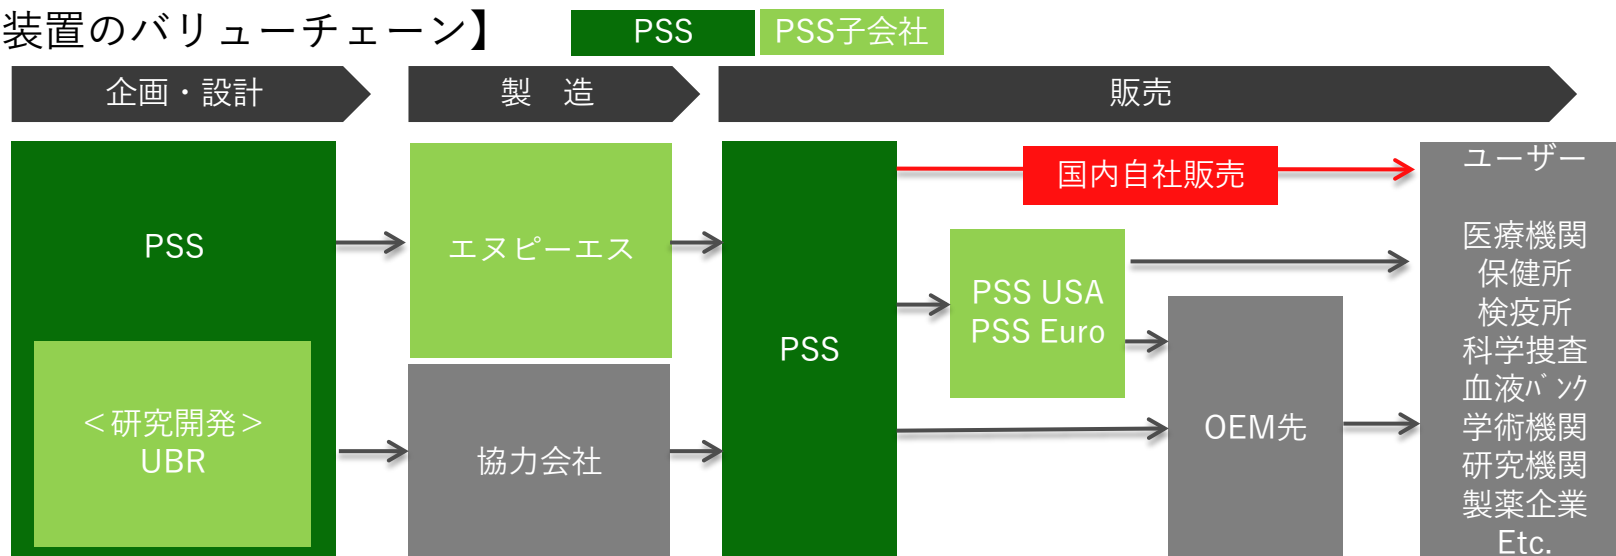 装置のバリューチェーン】
PSS
PSS子会社
企画・設計
製　造
販売
PSS
＜研究開発＞
UBR
エヌピーエス
協力会社
PSS
国内自社販売
PSS USA
PSS Euro
OEM先
ユーザー
医療機関
保健所
検疫所
科学捜査
血液ﾊﾞﾝｸ
学術機関
研究機関
製薬企業
Etc.